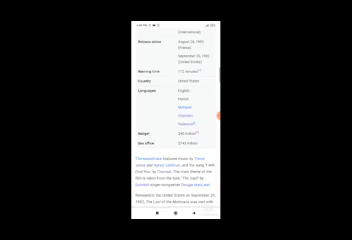 (International)
Release dates August 26, 1992
(France)
September 25, 1992
(United States)
Running time 112 minutes[1]
Country United States
Languages English
French
Mohawk
Budget $40 million[3]
Box office $143 million
The soundtrack features music by Trevor
Jones and Randy Edelman, and the song "I Will
Find You" by Clannad. The main theme of the
film is taken from the tune "The Gael" by
Scottish singer-songwriter Dougie MacLean.
Released in the United States on September 25,
1992, The Last of the Mohicans was met with